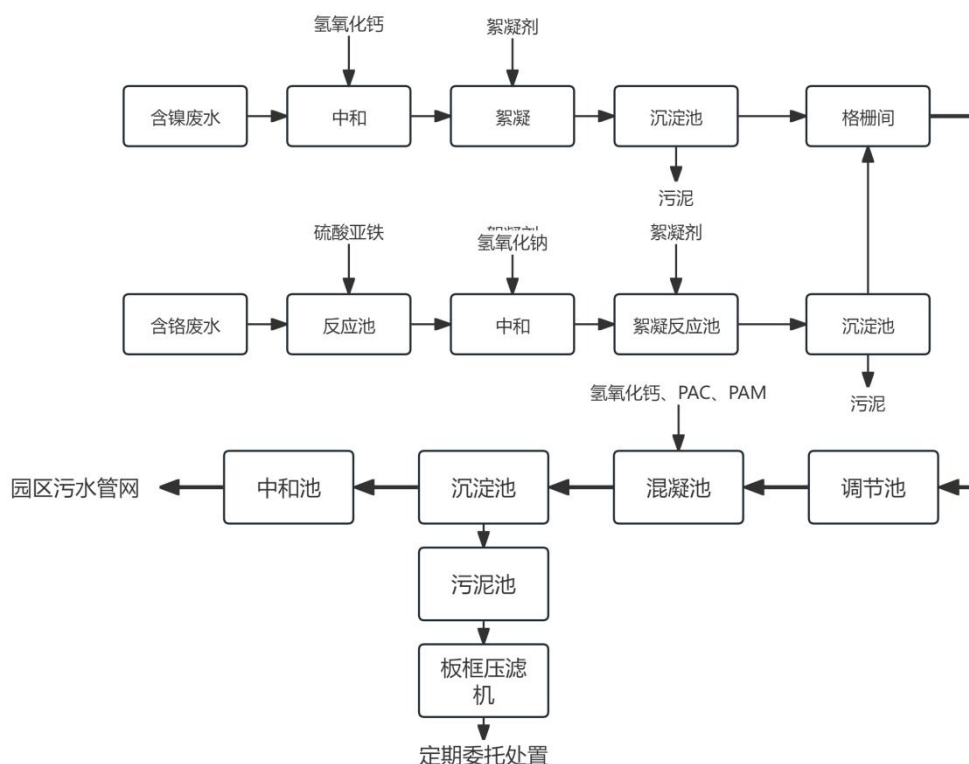 氢氧化钙
絮凝剂
含镍废水
中和
絮凝
沉淀池
格栅间
污泥
硫酸亚铁
氢氧化钠
絮凝剂
含铬废水
反应池
中和
絮凝反应池
沉淀池
污泥
氢氧化钙、PAC、PAM
园区污水管网
中和池
沉淀池
混凝池
调节池
污泥池
板框压滤
机
定期委托处置